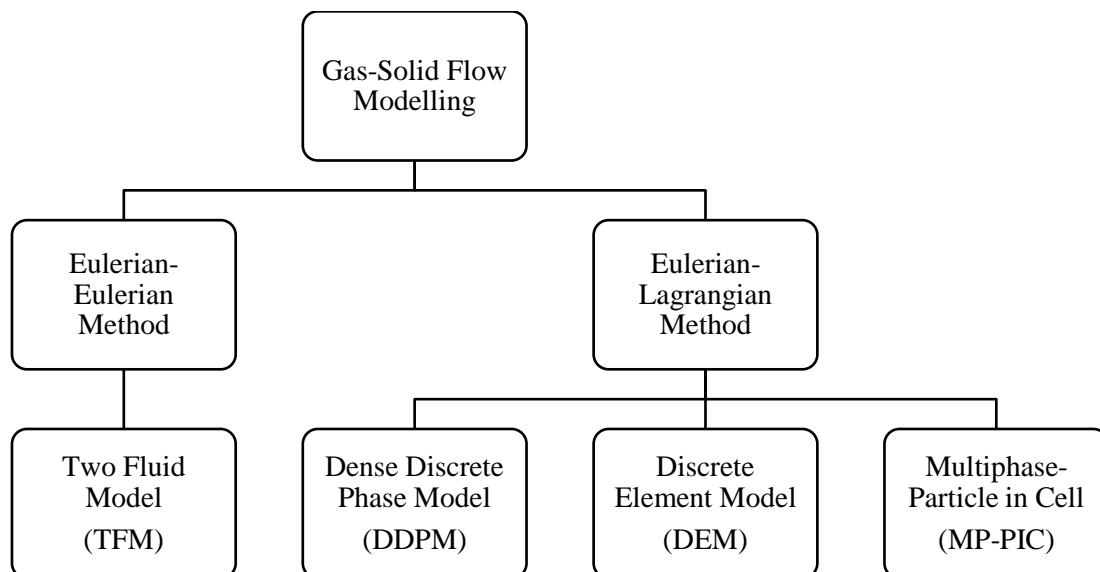 Gas-Solid Flow
Modelling
Eulerian-
Eulerian
Method
Eulerian-
Lagrangian
Method
Two Fluid
Model
(TFM)
Dense Discrete
Phase Model
(DDPM)
Discrete
Element Model
(DEM)
Multiphase-
Particle in Cell
(MP-PIC)